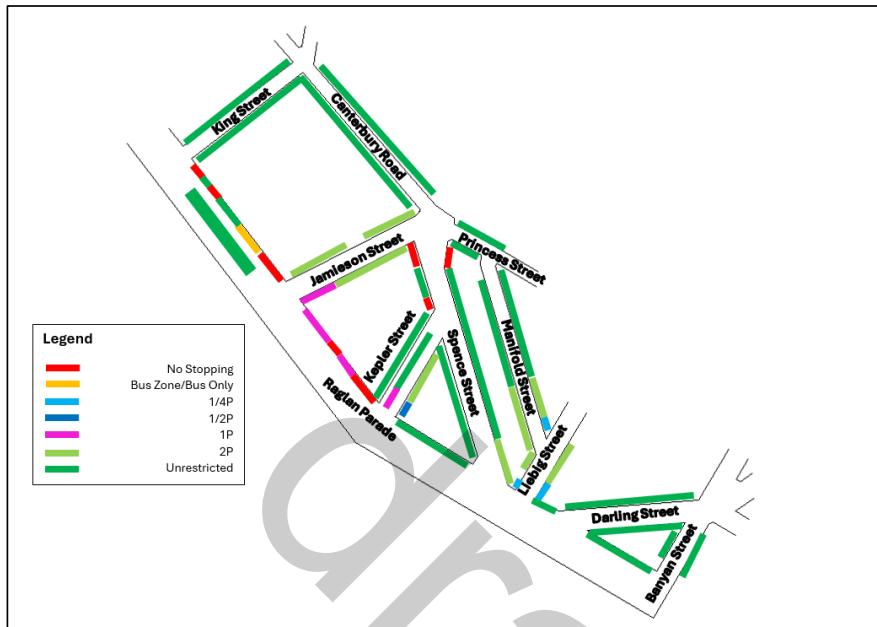 King Street
Canterbury Road
Princess Street
Jamieson Street
Kepler Street
Spence Street
Manifold Street
Raglan Parade
Liebig Street
Darling Street
Banyan Street
Legend
No Stopping
Bus Zone/Bus Only
1/4P
1/2P
1P
2P
Unrestricted
dr